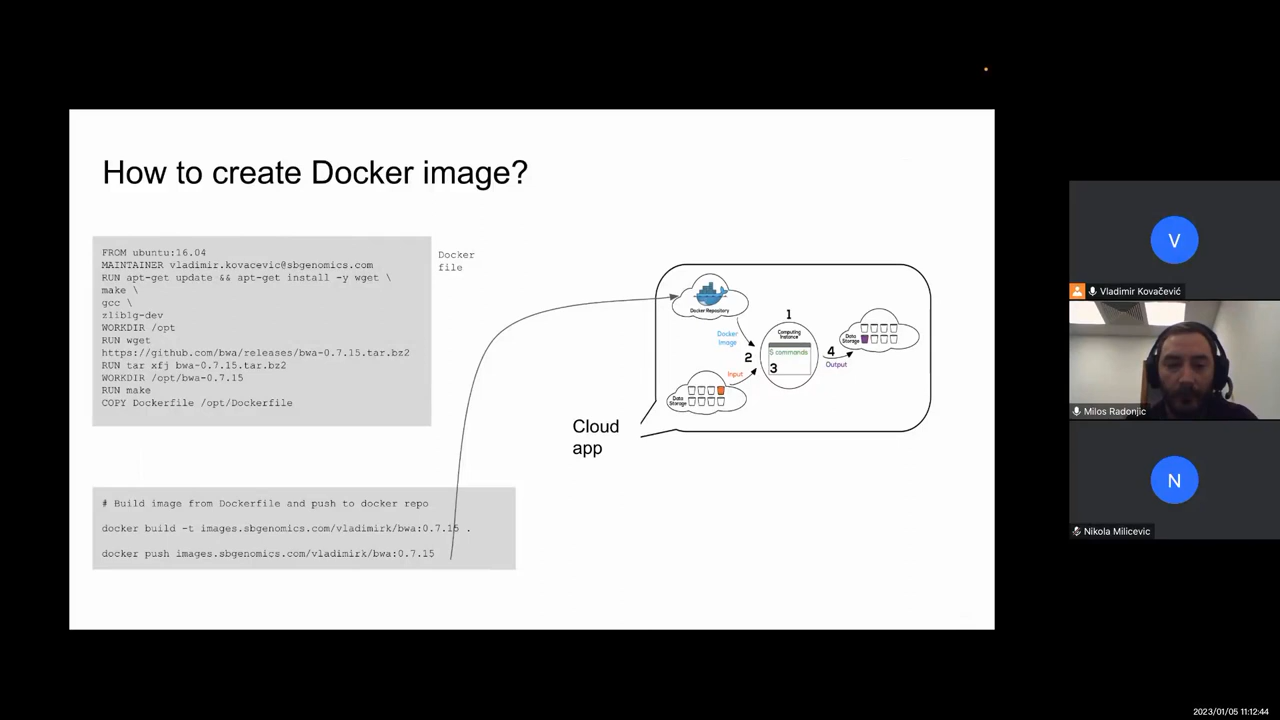 How to create Docker image?
FROM ubuntu:16.04
MAINTAINER vladimir.kovacevic@sbgenomics.com
RUN apt-get update && apt-get install -y wget \
make \
gcc \
zlib1g-dev
WORKDIR /opt
RUN wget
https://github.com/bwa/releases/bwa-0.7.15.tar.bz2
RUN tar xfj bwa-0.7.15.tar.bz2
WORKDIR /opt/bwa-0.7.15
RUN make
COPY Dockerfile /opt/Dockerfile
Docker
file
# Build image from Dockerfile and push to docker repo
docker build -t images.sbgenomics.com/vladimirk/bwa:0.7.15 .
docker push images.sbgenomics.com/vladimirk/bwa:0.7.15
Docker Repository
Docker
Image
1
Computing
Instance
$ commands
2
3
Input
Data
Storage
4
Output
Data
Storage
Cloud
app
V
Vladimir Kovačević
Milos Radonjic
N
Nikola Milicevic
2023/01/05 11:12:44